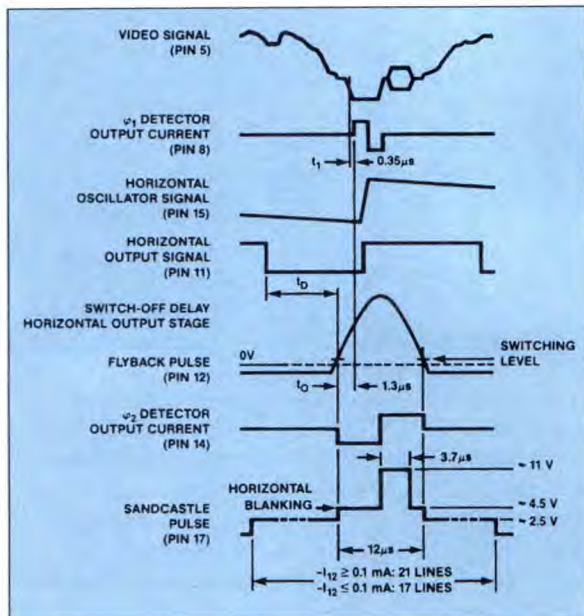 VIDEO SIGNAL
(PIN 5)
φ1 DETECTOR
OUTPUT CURRENT
(PIN 8)
t1
0.35μs
HORIZONTAL
OSCILLATOR SIGNAL
(PIN 15)
HORIZONTAL
OUTPUT SIGNAL
(PIN 11)
tD
SWITCH-OFF DELAY
HORIZONTAL OUTPUT STAGE
SWITCHING
LEVEL
0V
FLYBACK PULSE
(PIN 12)
tO
1.3μs
φ2 DETECTOR
OUTPUT CURRENT
(PIN 14)
3.7μs
~ 11 V
HORIZONTAL
BLANKING
~ 4.5 V
SANDCASTLE
PULSE
(PIN 17)
~ 2.5 V
12μs
-I12 ≥ 0.1 mA: 21 LINES
-I12 ≤ 0.1 mA: 17 LINES